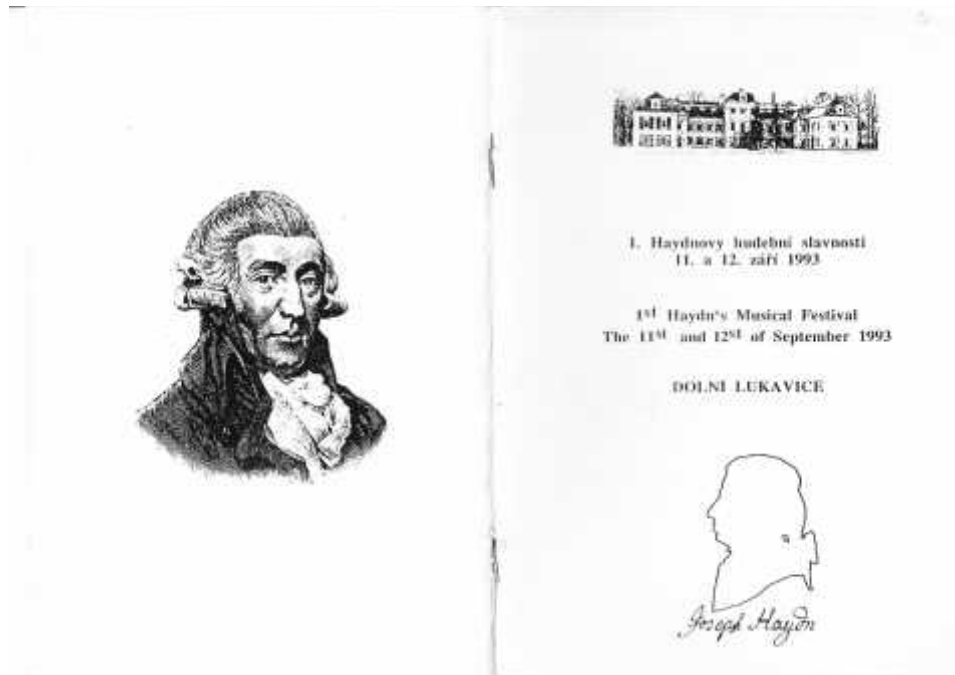 I. Haydnovy hudební slavnosti
11. a 12. září 1993
1st Haydn's Musical Festival
The 11st and 12st of September 1993
DOLNÍ LUKAVICE
Joseph Haydn